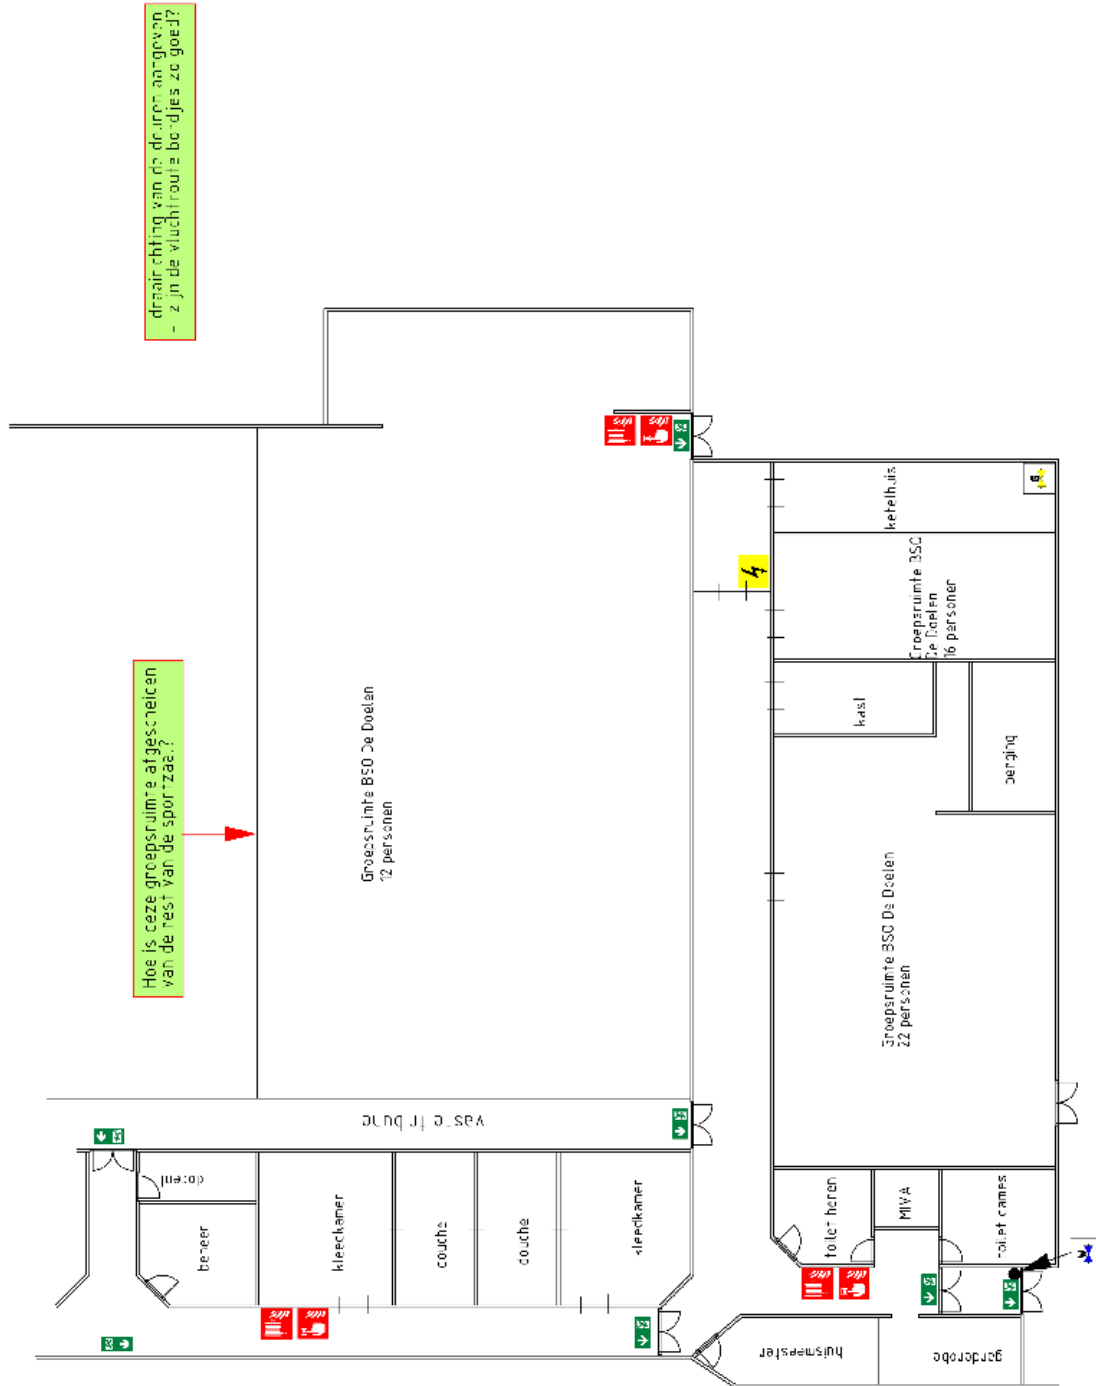 - draairichting van de deuren aangeven
- zijn de vluchtroute bordjes zo goed?
Hoe is deze groepsruimte afgescheiden
van de rest van de sportzaal?
Groepsruimte BSO De Doelen
12 personen
ketelhuis
Groepsruimte BSO
De Doelen
16 personen
kast
berging
Groepsruimte BSO De Doelen
22 personen
vaste tribune
docent
beheer
kleedkamer
douche
douche
kleedkamer
toilet heren
MIVA
toilet dames
huismeester
garderobe